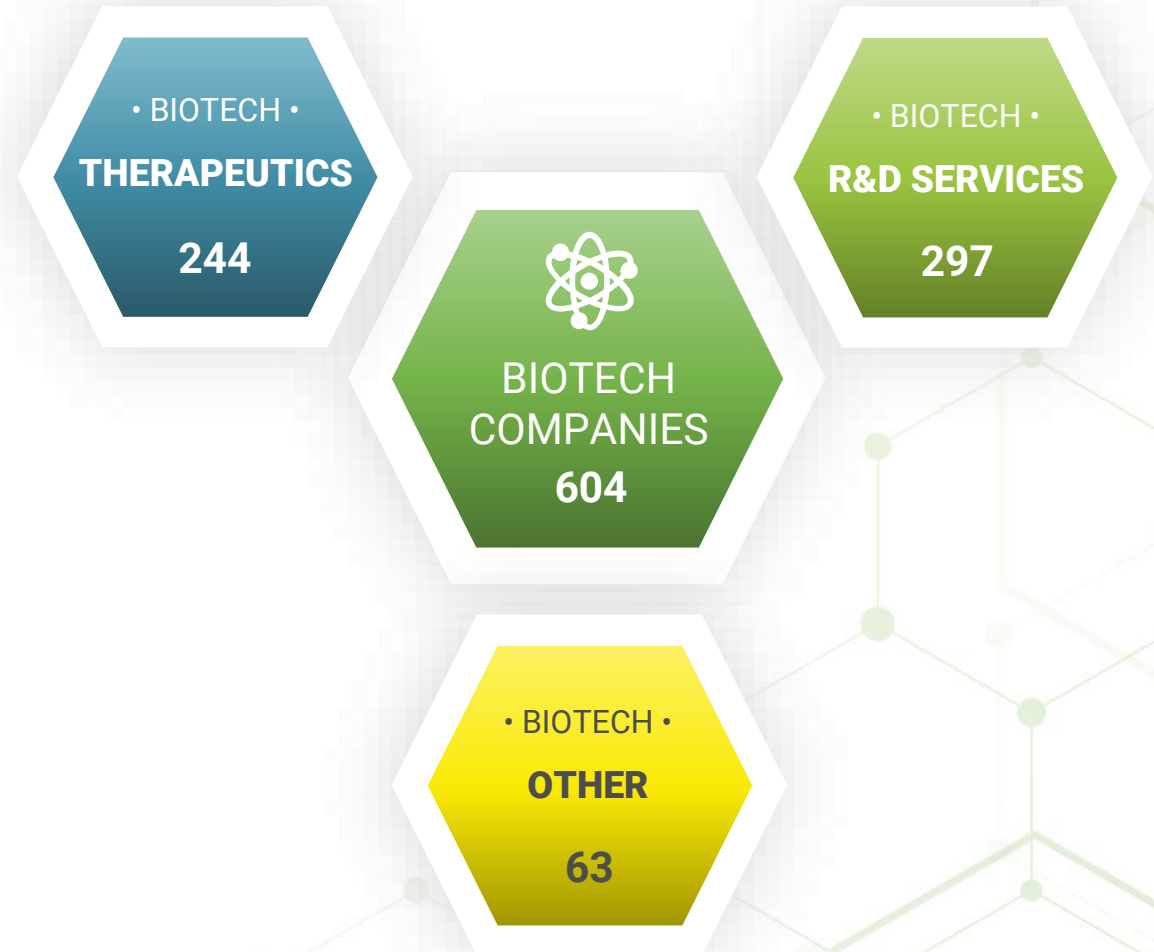 • BIOTECH •
THERAPEUTICS
244
• BIOTECH •
R&D SERVICES
297
BIOTECH
COMPANIES
604
• BIOTECH •
OTHER
63